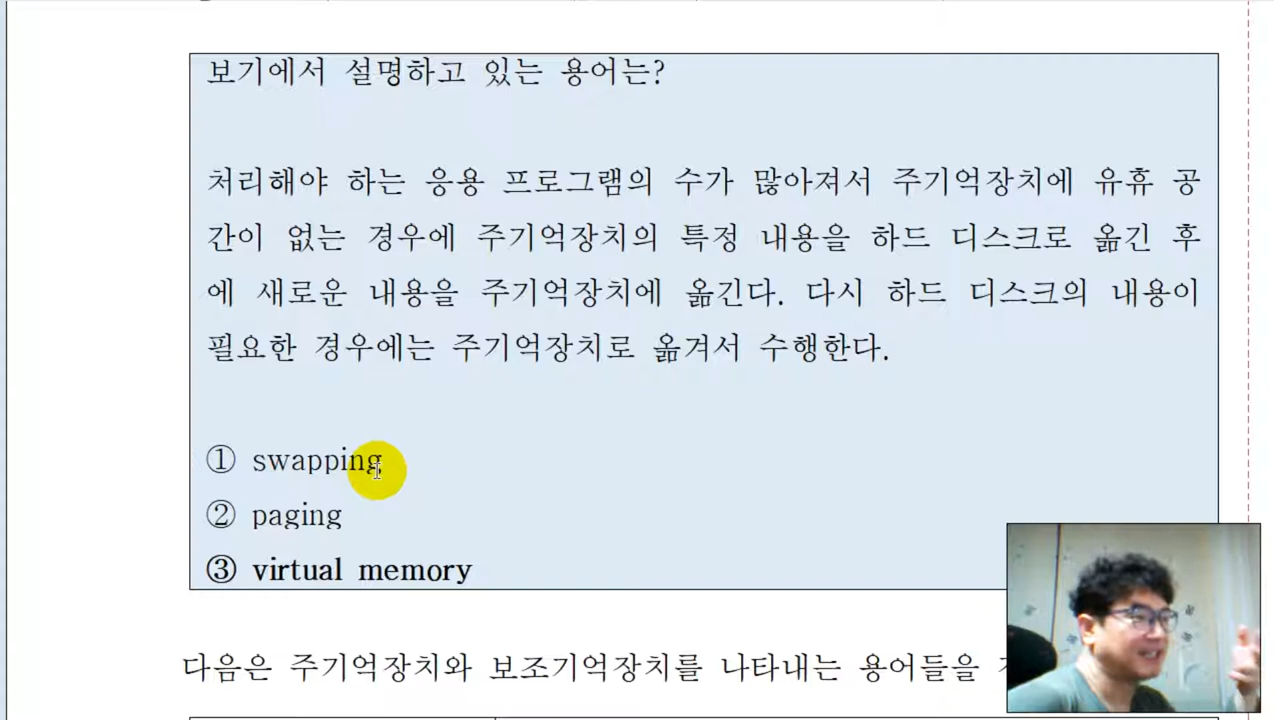 보기에서 설명하고 있는 용어는?
처리해야 하는 응용 프로그램의 수가 많아져서 주기억장치에 유휴 공
간이 없는 경우에 주기억장치의 특정 내용을 하드 디스크로 옮긴 후
에 새로운 내용을 주기억장치에 옮긴다. 다시 하드 디스크의 내용이
필요한 경우에는 주기억장치로 옮겨서 수행한다.
① swapping
② paging
③ virtual memory
다음은 주기억장치와 보조기억장치를 나타내는 용어들을